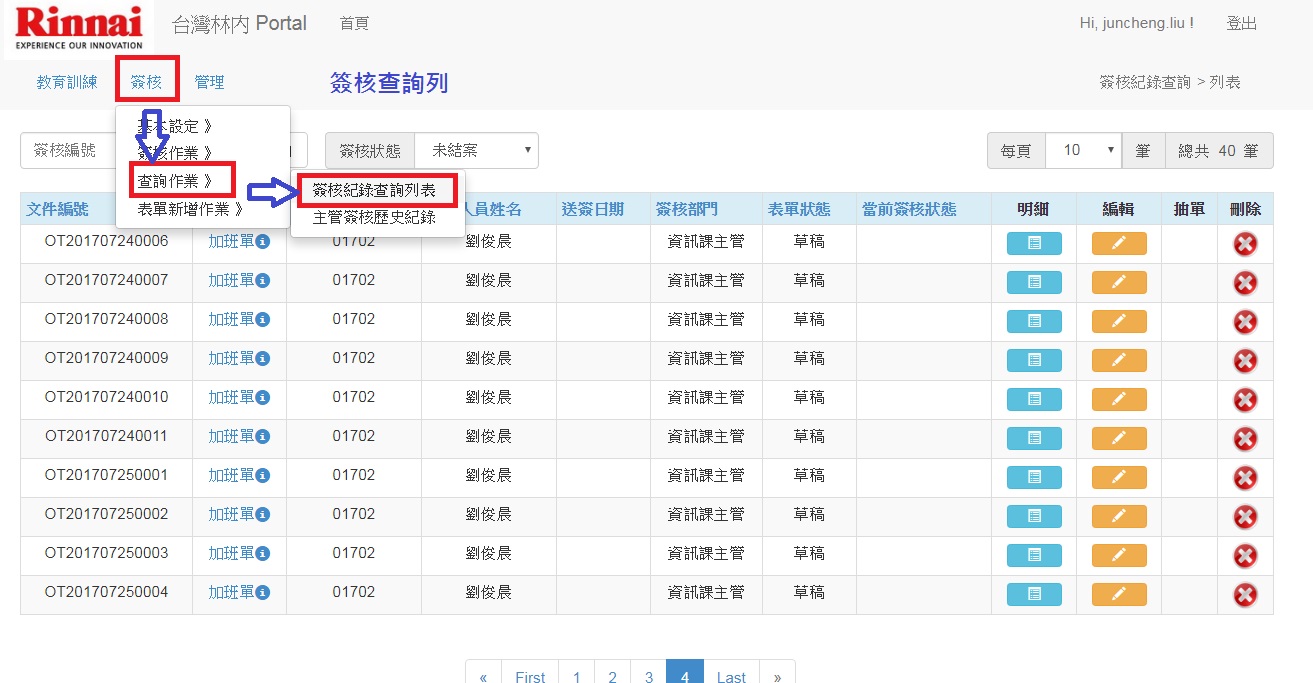 Rinnai
EXPERIENCE OUR INNOVATION
台灣林內 Portal 首頁 Hi, juncheng.liu ! 登出
教育訓練 簽核 管理 簽核查詢列 簽核紀錄查詢 > 列表
基本設定 》
簽核編號 簽核狀態 未結案 每頁 10 筆 總共 40 筆
簽核作業 》
查詢作業 》
簽核紀錄查詢列表
表單新增作業 》
主管簽核歷史紀錄
文件編號 人員姓名 送簽日期 簽核部門 表單狀態 當前簽核狀態 明細 編輯 抽單 刪除
OT201707240006 加班單 01702 劉俊晨 資訊課主管 草稿
OT201707240007 加班單 01702 劉俊晨 資訊課主管 草稿
OT201707240008 加班單 01702 劉俊晨 資訊課主管 草稿
OT201707240009 加班單 01702 劉俊晨 資訊課主管 草稿
OT201707240010 加班單 01702 劉俊晨 資訊課主管 草稿
OT201707240011 加班單 01702 劉俊晨 資訊課主管 草稿
OT201707250001 加班單 01702 劉俊晨 資訊課主管 草稿
OT201707250002 加班單 01702 劉俊晨 資訊課主管 草稿
OT201707250003 加班單 01702 劉俊晨 資訊課主管 草稿
OT201707250004 加班單 01702 劉俊晨 資訊課主管 草稿
« First 1 2 3 4 Last »